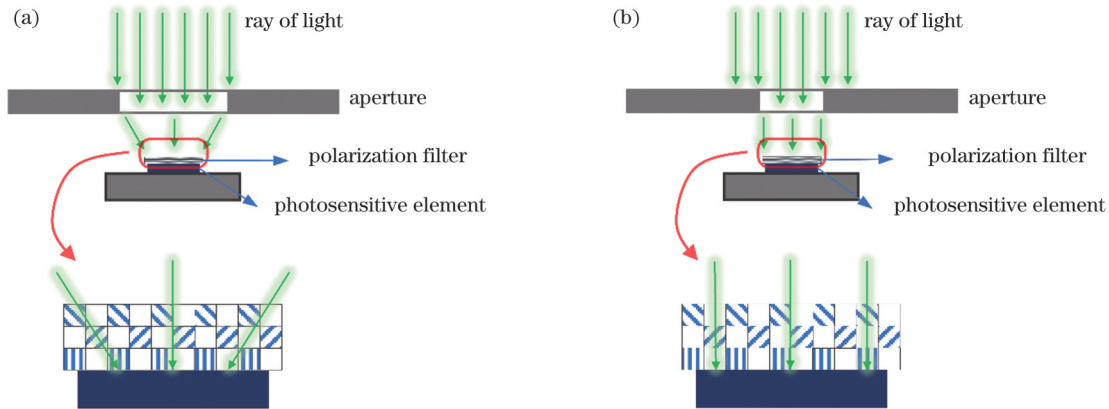 (a)
ray of light
aperture
polarization filter
photosensitive element
(b)
ray of light
aperture
polarization filter
photosensitive element